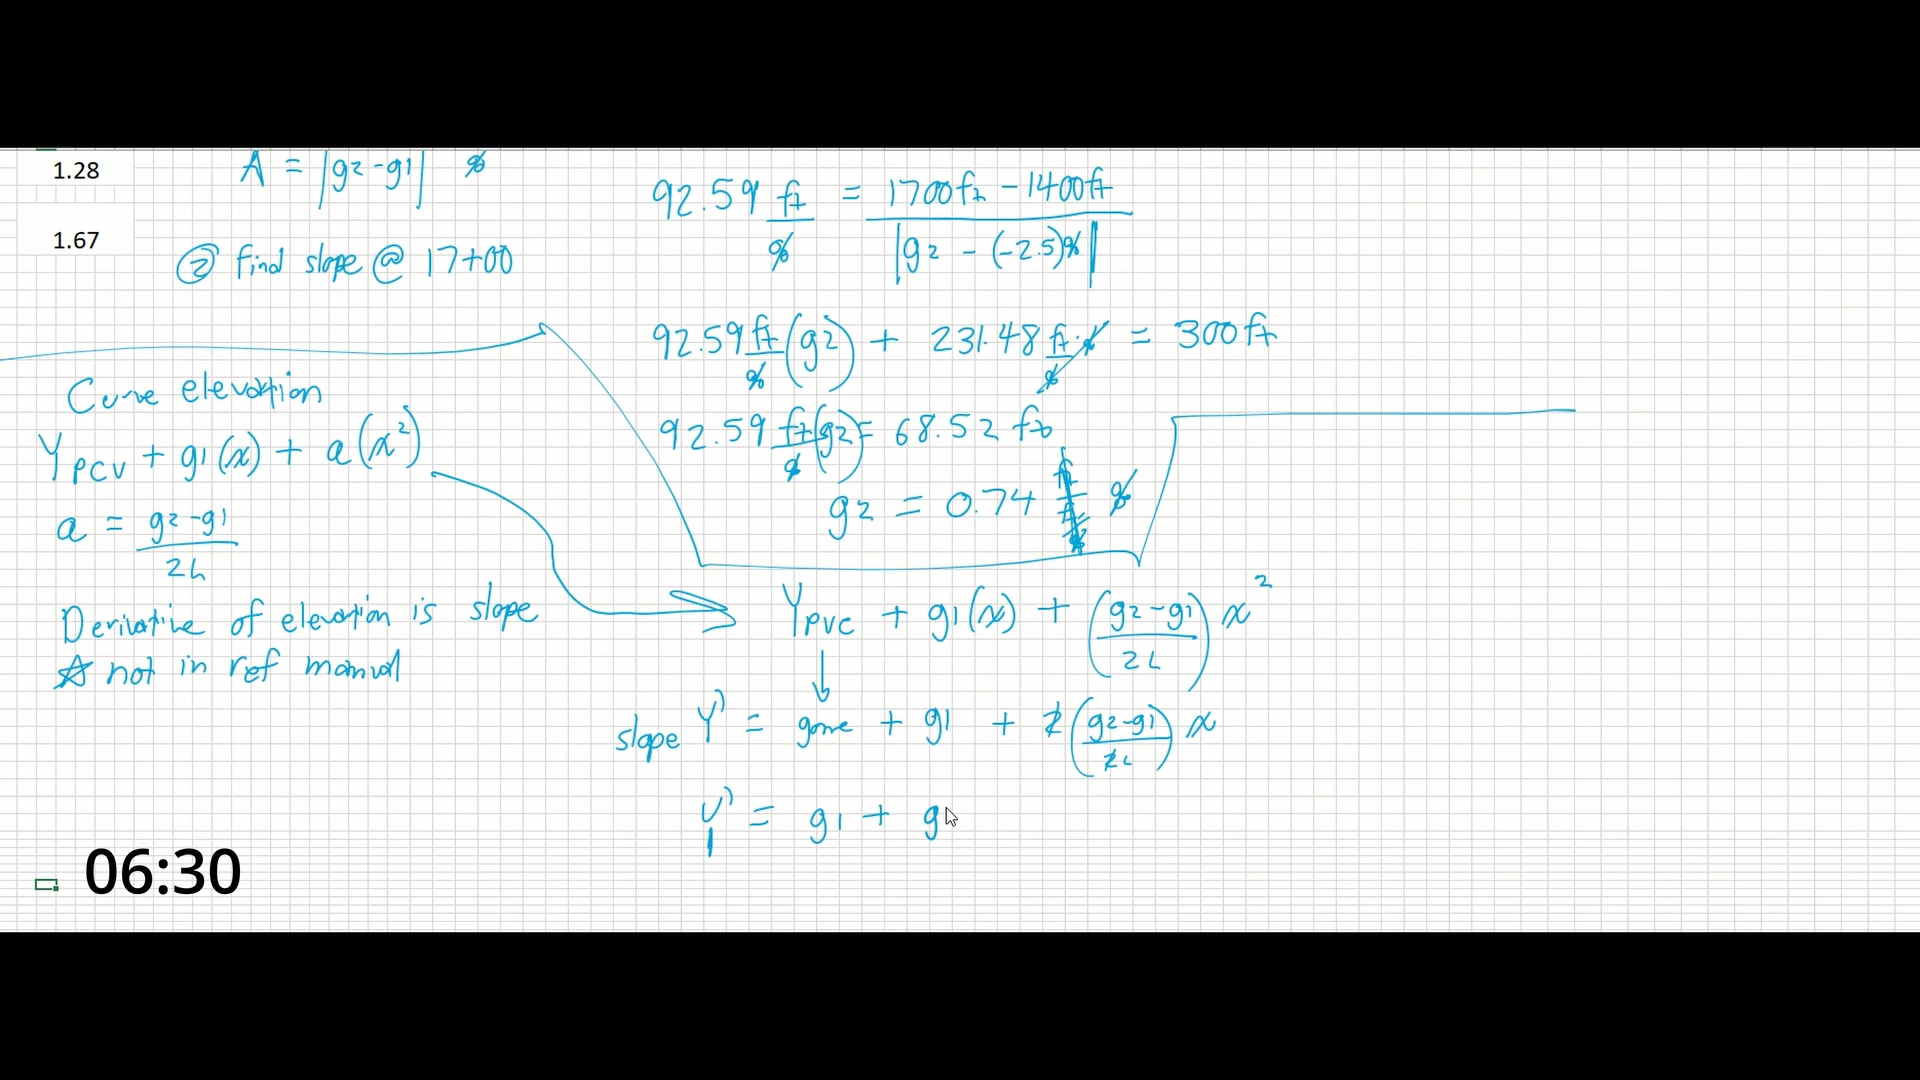 1.28
A = |g2 - g1| %
1.67
② find slope @ 17+00
Curve elevation
YPCV + g1(x) + a(x²)
a = (g2 - g1) / 2L
Derivative of elevation is slope
☆ not in ref manual
92.59 ft/% = (1700ft - 1400ft) / |g2 - (-2.5)%|
92.59 ft/% (g2) + 231.48 ft·%/% = 300 ft
92.59 ft/% (g2) = 68.52 ft
g2 = 0.74 %
YPVC + g1(x) + ((g2 - g1) / 2L) x²
↓
slope Y' = gone + g1 + 2((g2-g1) / 2L) x
Y' = g1 + g
06:30